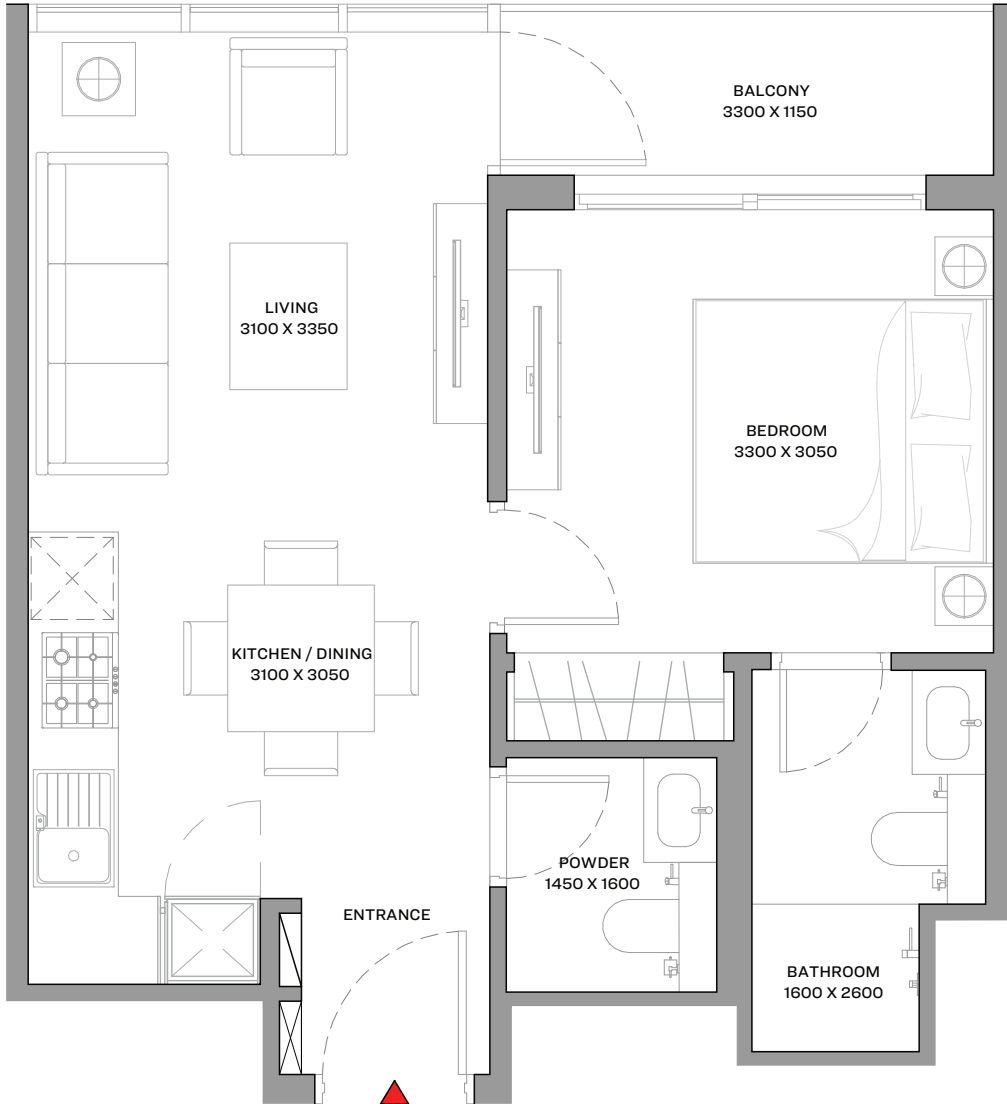 BALCONY
3300 X 1150
LIVING
3100 X 3350
BEDROOM
3300 X 3050
KITCHEN / DINING
3100 X 3050
POWDER
1450 X 1600
ENTRANCE
BATHROOM
1600 X 2600